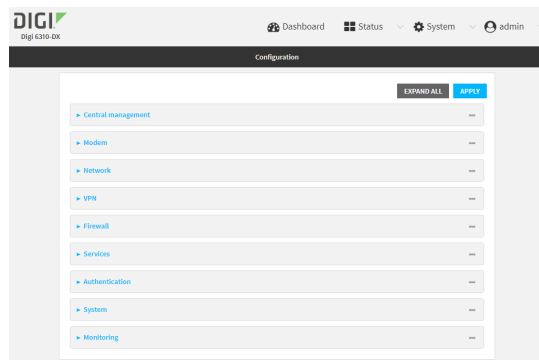 DIGI
Digi 6310-DX
Dashboard Status System admin
Configuration
EXPAND ALL APPLY
Central management
Modem
Network
VPN
Firewall
Services
Authentication
System
Monitoring